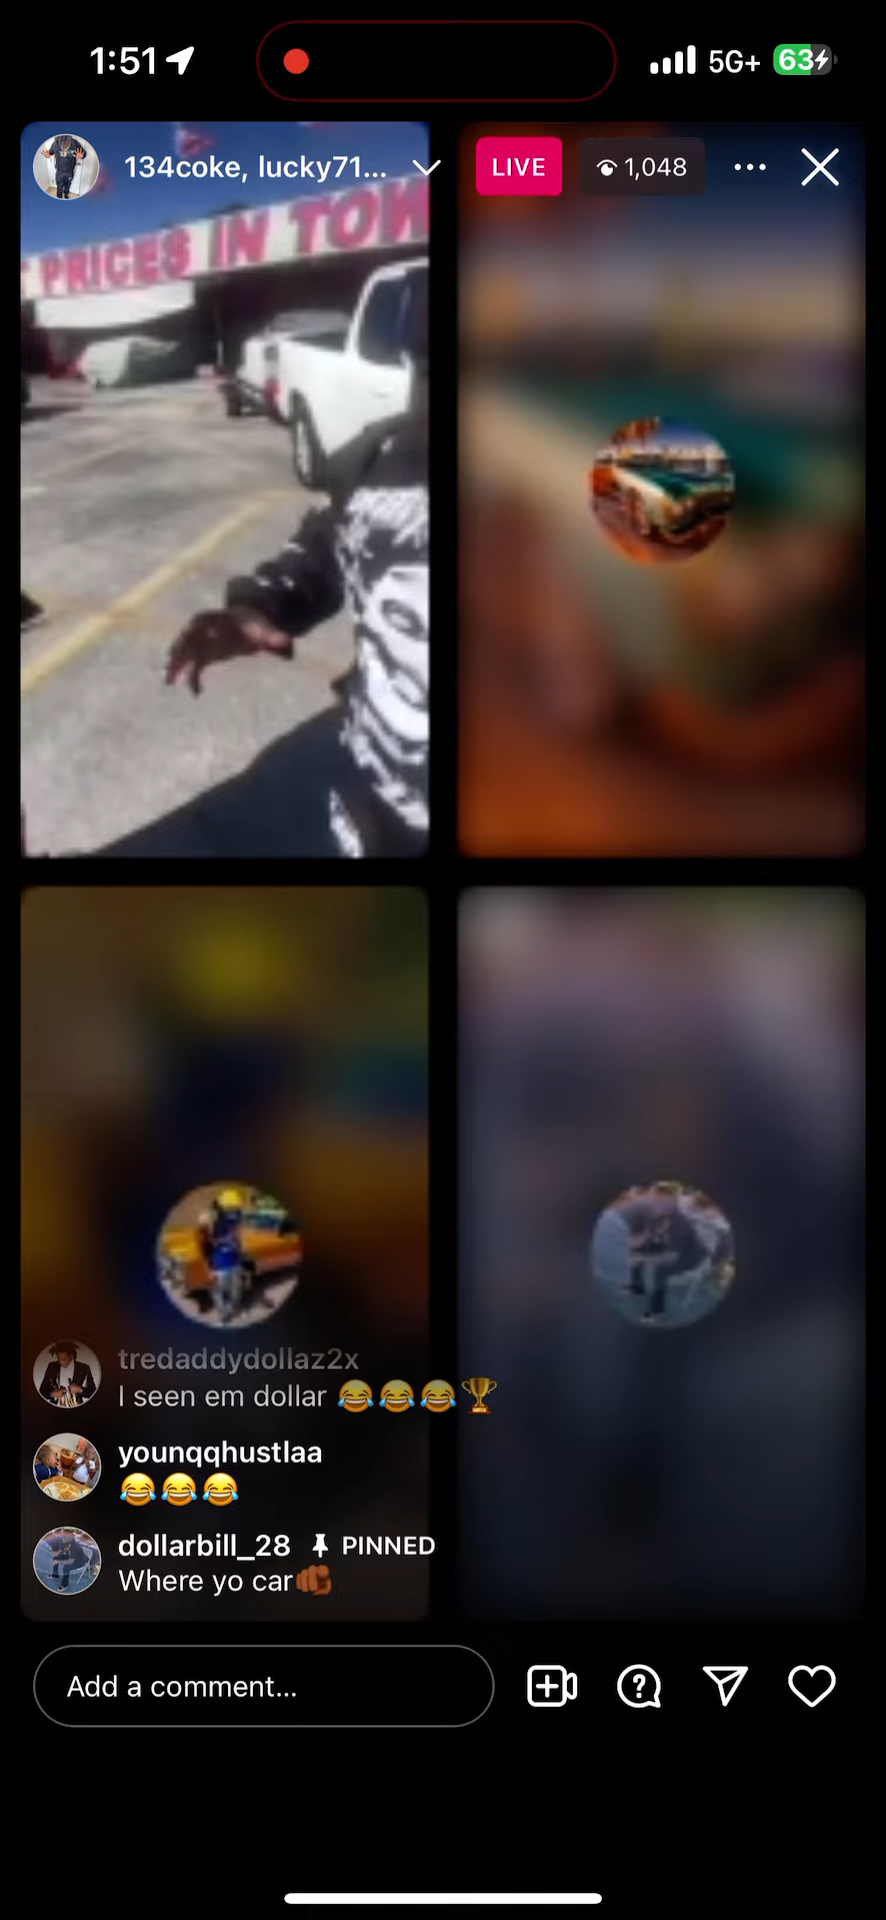 1:51 5G+ 63
134coke, lucky71... LIVE 1,048
PRICES IN TOW
tredaddydollaz2x
I seen em dollar 😂😂😂🏆
younqqhustlaa
😂😂😂
dollarbill_28 PINNED
Where yo car🫵🏾
Add a comment...